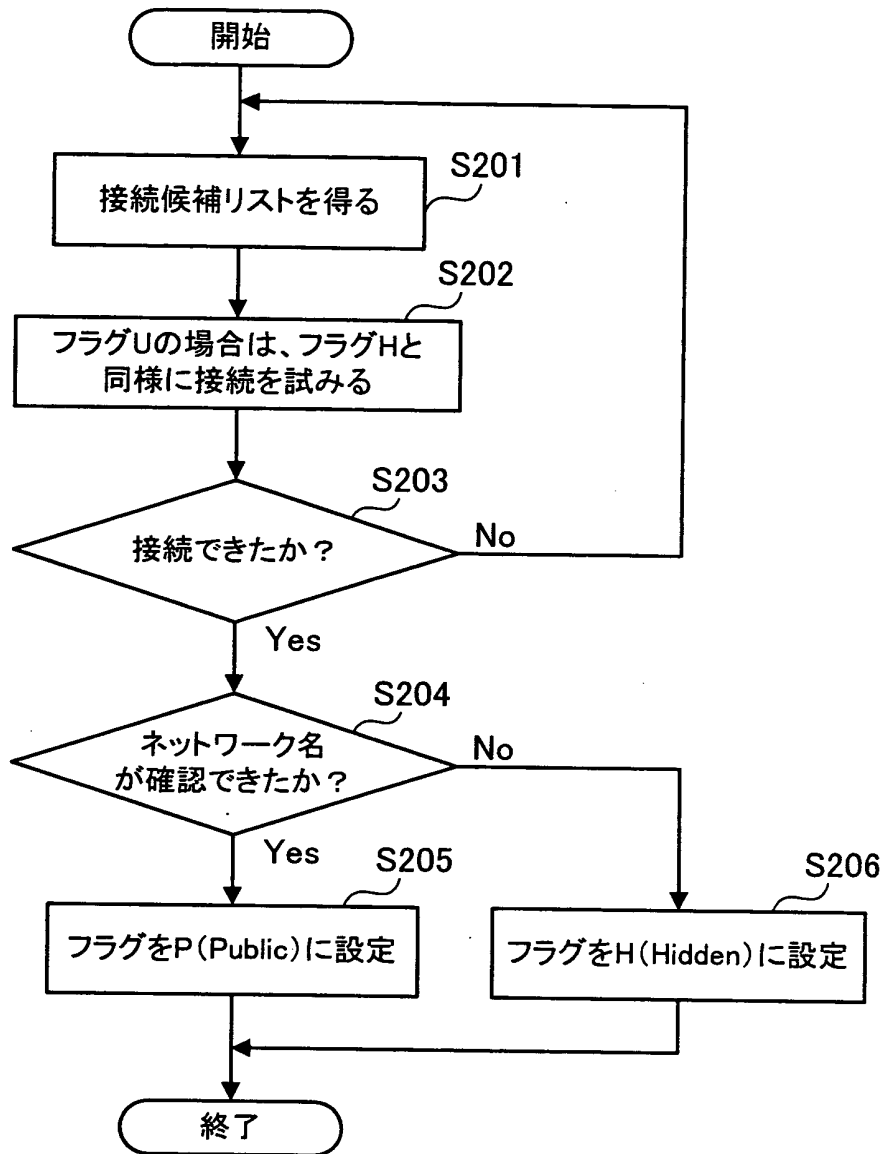 開始
S201
接続候補リストを得る
S202
フラグUの場合は、フラグHと
同様に接続を試みる
S203
接続できたか？
No
Yes
S204
ネットワーク名
が確認できたか？
No
Yes
S205
フラグをP(Public)に設定
S206
フラグをH(Hidden)に設定
終了